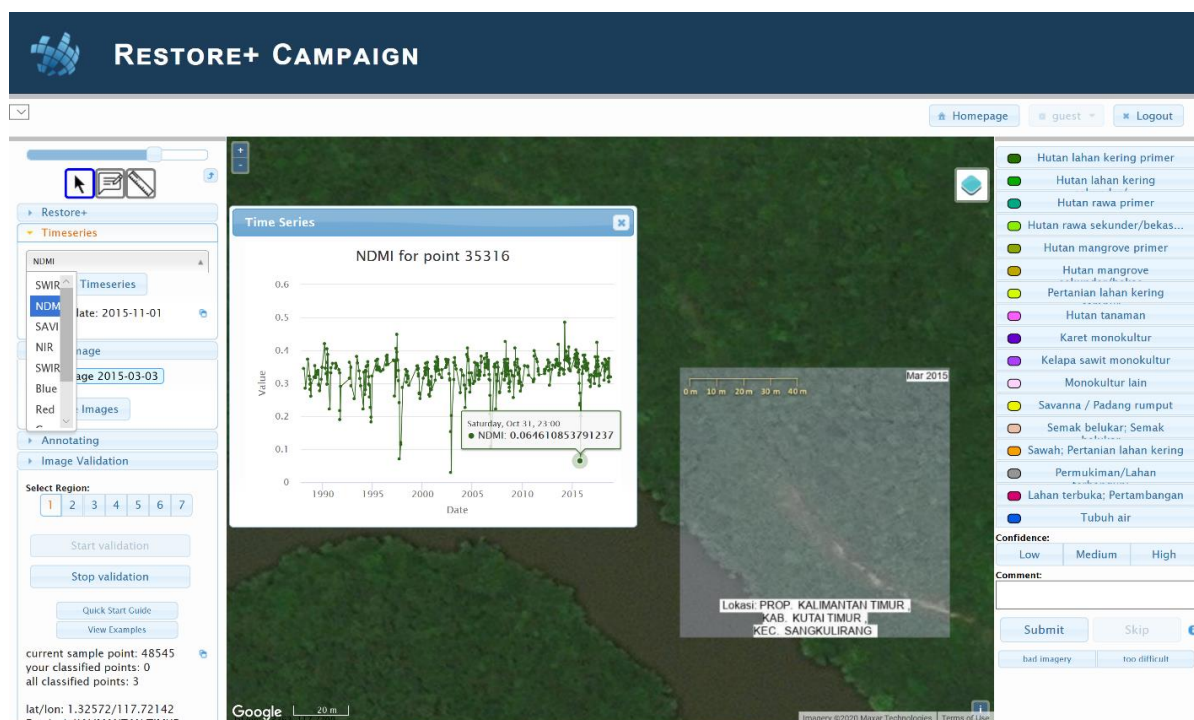 RESTORE+ CAMPAIGN
Homepage
guest
Logout
Restore+
Timeseries
NDMI
SWIR
NDM
SAVI
NIR
SWIR
Blue
Red
Timeseries
late: 2015-11-01
mage
age 2015-03-03
Images
Annotating
Image Validation
Select Region:
1 2 3 4 5 6 7
Start validation
Stop validation
Quick Start Guide
View Examples
current sample point: 48545
your classified points: 0
all classified points: 3
lat/lon: 1.32572/117.72142
+
-
Time Series
NDMI for point 35316
0.6
0.5
0.4
0.3
0.2
0.1
0
Value
1990 1995 2000 2005 2010 2015
Date
Saturday, Oct 31, 23:00
NDMI: 0.064610853791237
Mar 2015
0 m 10 m 20 m 30 m 40 m
Lokasi: PROP. KALIMANTAN TIMUR ,
KAB. KUTAI TIMUR ,
KEC. SANGKULIRANG
Google
20 m
Imagery ©2020 Maxar Technologies
Terms of Use
Hutan lahan kering primer
Hutan lahan kering
Hutan rawa primer
Hutan rawa sekunder/bekas...
Hutan mangrove primer
Hutan mangrove
Pertanian lahan kering
Hutan tanaman
Karet monokultur
Kelapa sawit monokultur
Monokultur lain
Savanna / Padang rumput
Semak belukar; Semak
Sawah; Pertanian lahan kering
Permukiman/Lahan
Lahan terbuka; Pertambangan
Tubuh air
Confidence:
Low Medium High
Comment:
Submit
Skip
bad imagery
too difficult